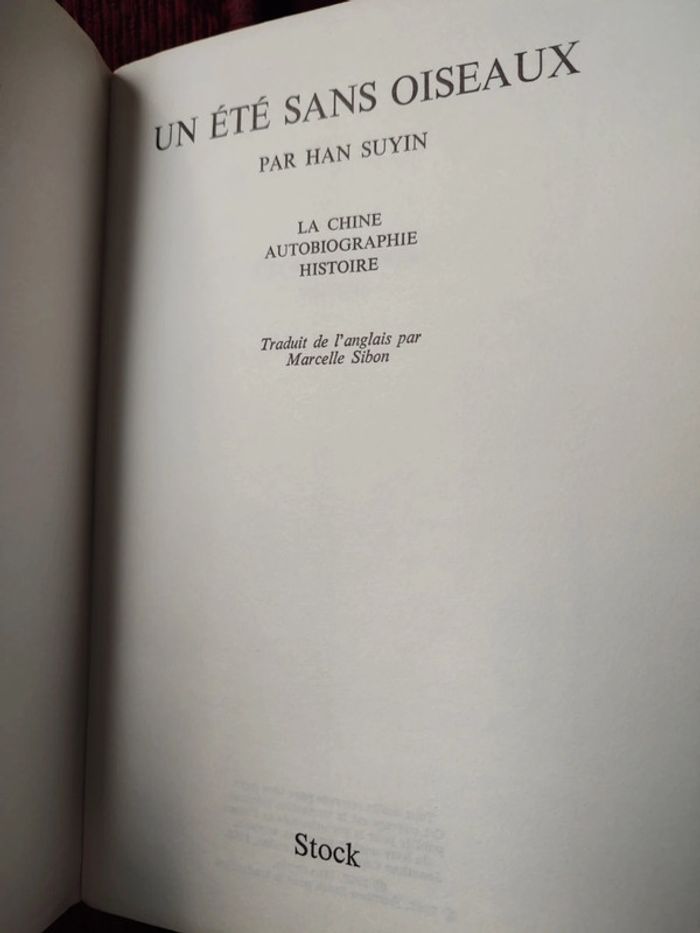 UN ÉTÉ SANS OISEAUX
PAR HAN SUYIN
LA CHINE
AUTOBIOGRAPHIE
HISTOIRE
Traduit de l'anglais par
Marcelle Sibon
Stock